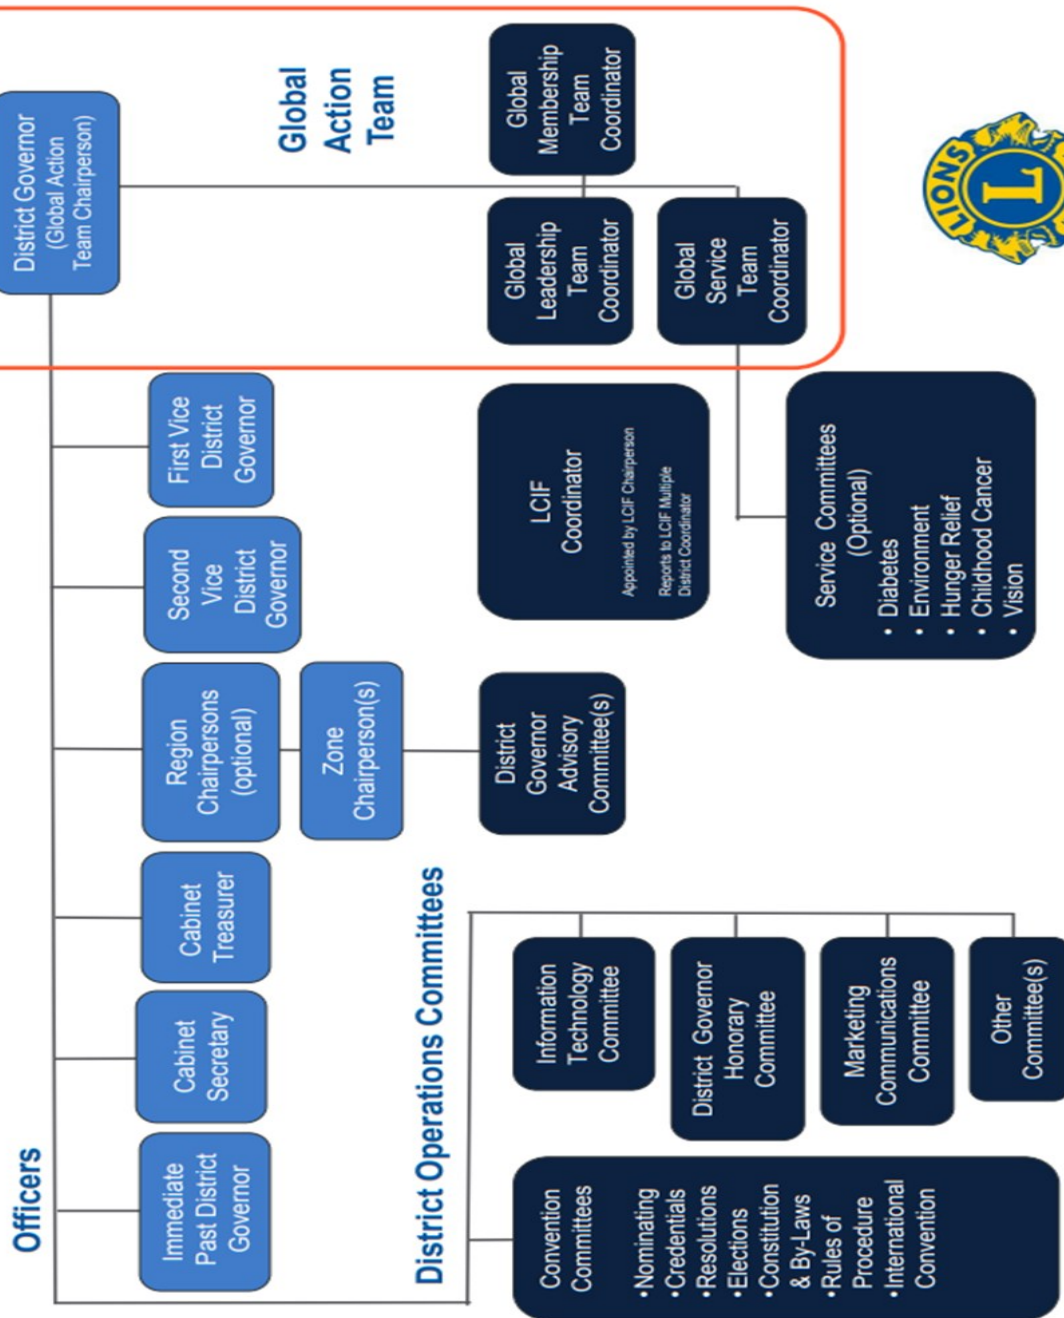 Officers
District Governor
(Global Action
Team Chairperson)
Immediate
Past District
Governor
Cabinet
Secretary
Cabinet
Treasurer
Region
Chairpersons
(optional)
Second
Vice
District
Governor
First Vice
District
Governor
Zone
Chairperson(s)
Global
Action
Team
District Operations Committees
District
Governor
Advisory
Committee(s)
LCIF
Coordinator
Appointed by LCIF Chairperson
Reports to LCIF Multiple
District Coordinator
Global
Leadership
Team
Coordinator
Global
Membership
Team
Coordinator
Global
Service
Team
Coordinator
Convention
Committees
•Nominating
•Credentials
•Resolutions
•Elections
•Constitution
& By-Laws
•Rules of
Procedure
•International
Convention
Information
Technology
Committee
District Governor
Honorary
Committee
Marketing
Communications
Committee
Other
Committee(s)
Service Committees
(Optional)
• Diabetes
• Environment
• Hunger Relief
• Childhood Cancer
• Vision
LIONS
L